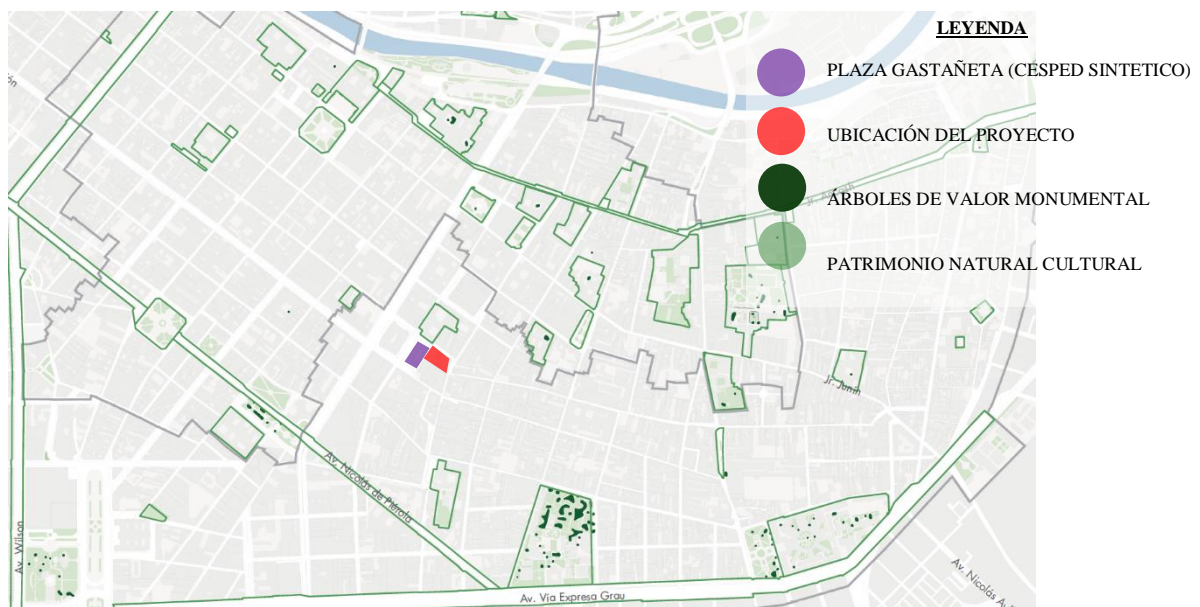 LEYENDA
PLAZA GASTAÑETA (CESPED SINTETICO)
UBICACIÓN DEL PROYECTO
ÁRBOLES DE VALOR MONUMENTAL
PATRIMONIO NATURAL CULTURAL
Jr. Junín
Av. Nicolás de Piérola
Av. Wilson
Av. Vía Expresa Grau
Av. Nicolás